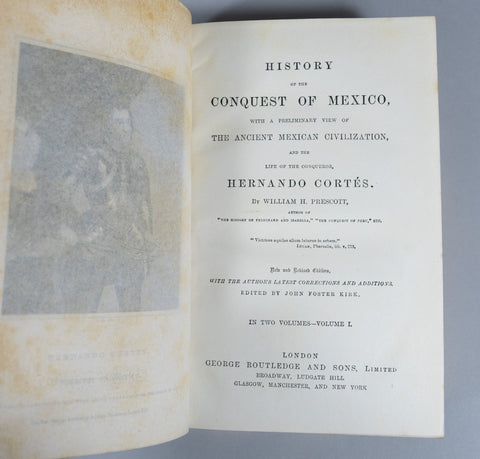 HISTORY
OF THE
CONQUEST OF MEXICO,
WITH A PRELIMINARY VIEW OF
THE ANCIENT MEXICAN CIVILIZATION,
AND THE
LIFE OF THE CONQUEROR,
HERNANDO CORTÉS.
BY WILLIAM H. PRESCOTT,
AUTHOR OF
"THE HISTORY OF FERDINAND AND ISABELLA," "THE CONQUEST OF PERU," ETC.
"Victrices aquilas alium laturus in orbem."
LUCAN, Pharsalia, lib. v, 238.
New and Revised Edition,
WITH THE AUTHOR'S LATEST CORRECTIONS AND ADDITIONS.
EDITED BY JOHN FOSTER KIRK.
IN TWO VOLUMES—VOLUME I.
LONDON
GEORGE ROUTLEDGE AND SONS, LIMITED
BROADWAY, LUDGATE HILL
GLASGOW, MANCHESTER, AND NEW YORK